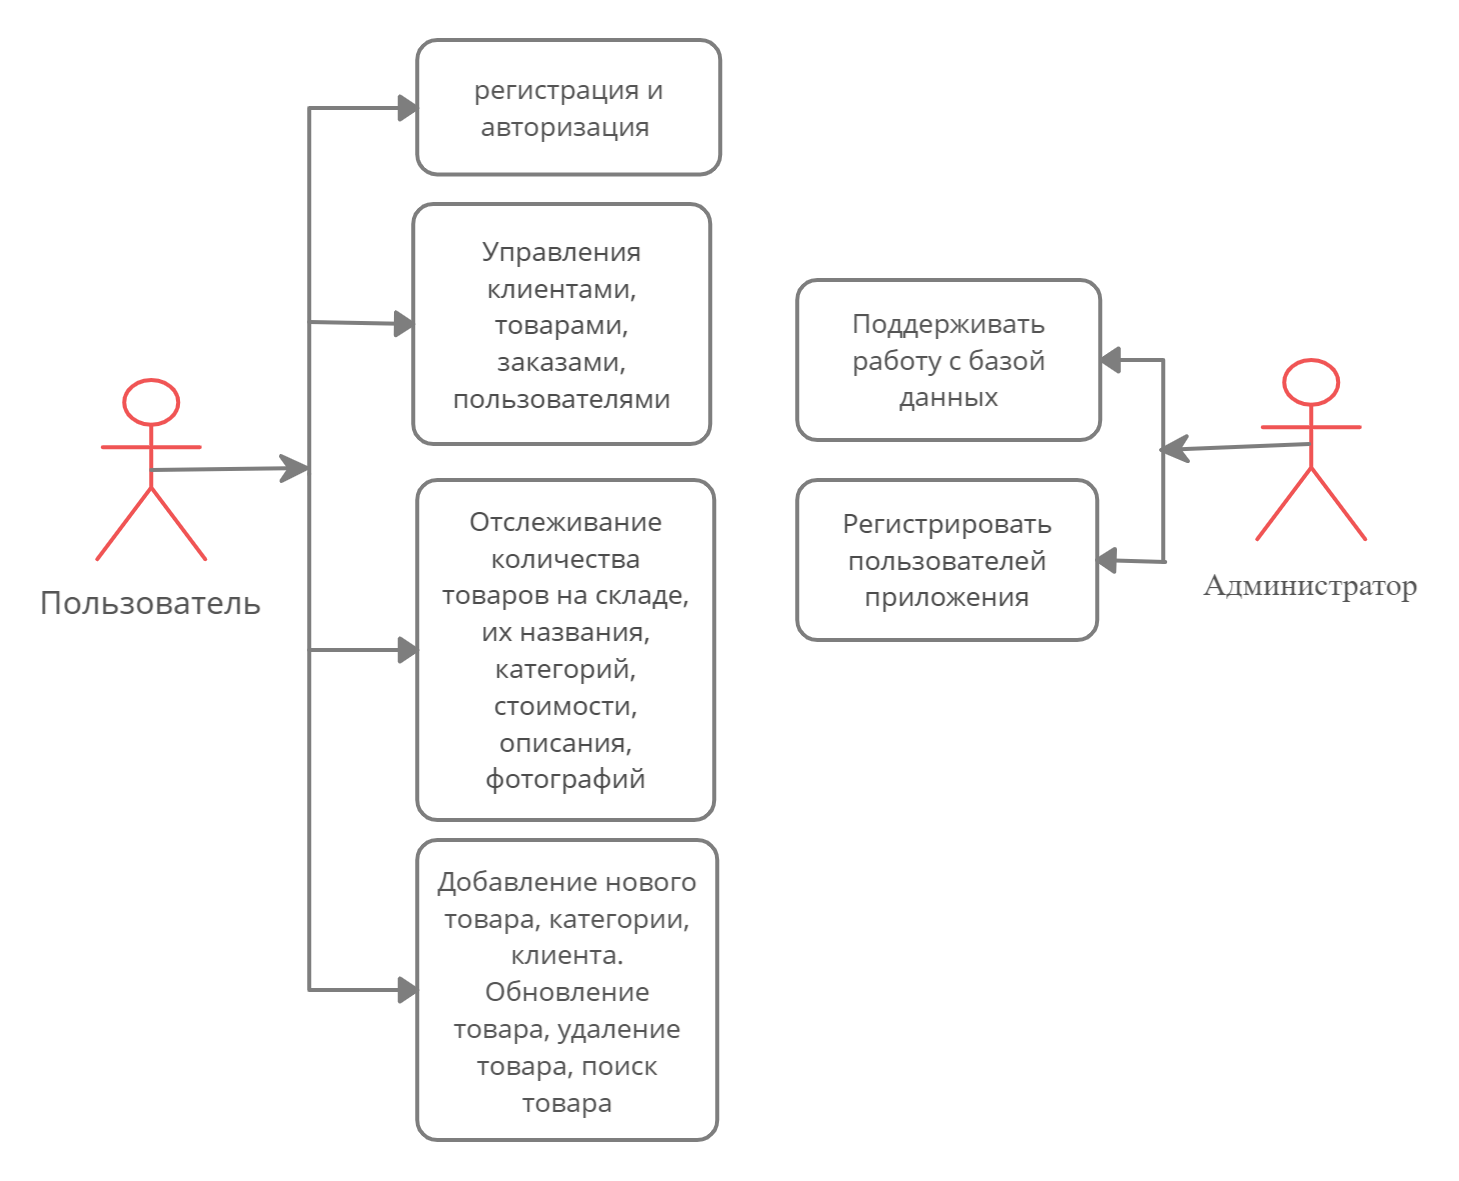 регистрация и
авторизация
Управления
клиентами,
товарами,
заказами,
пользователями
Отслеживание
количества
товаров на складе,
их названия,
категорий,
стоимости,
описания,
фотографий
Добавление нового
товара, категории,
клиента.
Обновление
товара, удаление
товара, поиск
товара
Пользователь
Поддерживать
работу с базой
данных
Регистрировать
пользователей
приложения
Администратор